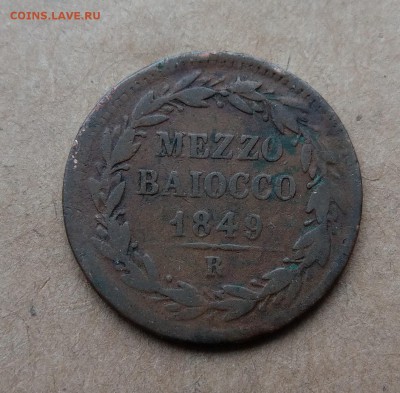 COINS.LAVE.RU
MEZZO
BAIOCCO
1849
R